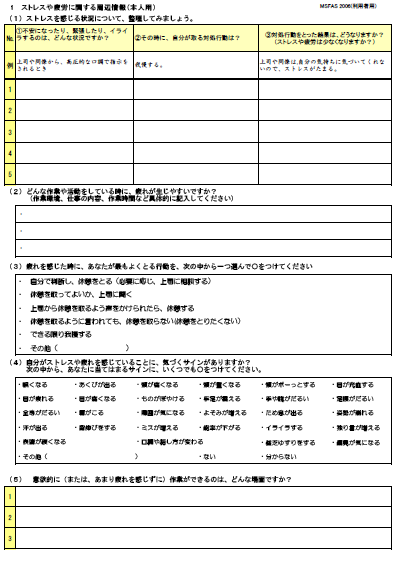 1 ストレスや疲労に関する周辺情報(本人用)
MSFAS 2006(利用者用)
(1)ストレスを感じる状況について、整理してみましょう。
No.
①不安になったり、緊張したり、イライラするのは、どんな状況ですか?
②その時に、自分が取る対処行動は?
③対処行動をとった結果は、どうなりますか?
(ストレスや疲労は少なくなりますか?)
例
上司や同僚から、高圧的な口調で指示をされるとき
我慢する。
上司や同僚は自分の気持ちに気づいてくれないので、ストレスがたまる。
1
2
3
4
5
(2)どんな作業や活動をしている時に、疲れが生じやすいですか?
(作業環境、仕事の内容、作業時間など具体的に記入してください)
・
・
・
(3)疲れを感じた時に、あなたが最もよくとる行動を、次の中から一つ選んで○をつけてください
・ 自分で判断し、休憩をとる(必要に応じ、上司に相談する)
・ 休憩を取ってよいか、上司に聞く
・ 上司から休憩を取るよう声をかけられたら、休憩する
・ 休憩を取るように言われても、休憩を取らない(休憩をとりたくない)
・ できる限り我慢する
・ その他( )
(4)自分がストレスや疲れを感じていることに、気づくサインがありますか?
次の中から、あなたに当てはまるサインに、いくつでも○をつけてください。
・眠くなる ・あくびが出る ・頭が痛くなる ・頭が重くなる ・頭がボーっとする ・目が充血する
・目が疲れる ・目が痛くなる ・ものがぼやける ・手足が震える ・手や腕がだるい ・足腰がだるい
・全身がだるい ・肩がこる ・周囲が気になる ・よそみが増える ・ため息が出る ・姿勢が崩れる
・汗が出る ・背伸びをする ・ミスが増える ・能率が下がる ・イライラする ・独り言が増える
・表情が硬くなる ・口調や話し方が変わる ・貧乏ゆすりをする ・雑音が気になる
・その他( ) ・ない ・分からない
(5) 意欲的に(または、あまり疲れを感じずに)作業ができるのは、どんな場面ですか?
1
2
3